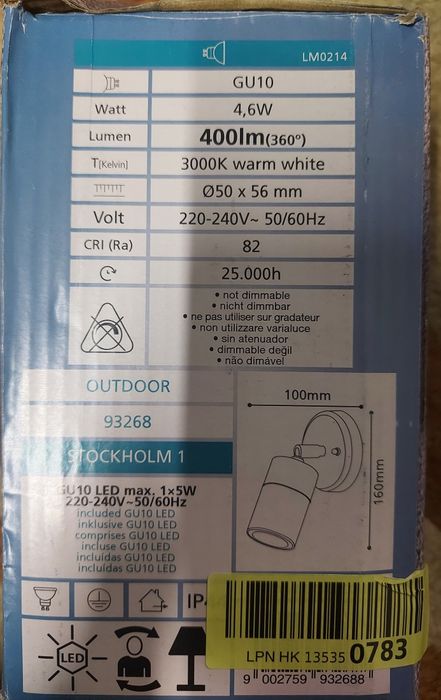 LM0214
GU10
Watt 4,6W
Lumen 400lm(360°)
T[Kelvin] 3000K warm white
Ø50 x 56 mm
Volt 220-240V~ 50/60Hz
CRI (Ra) 82
25.000h
• not dimmable
• nicht dimmbar
• ne pas utiliser sur gradateur
• non utilizzare varialuce
• sin atenuador
• dimmable değil
• não dimável
OUTDOOR
93268
STOCKHOLM 1
100mm
160mm
GU10 LED max. 1x5W
220-240V~50/60Hz
included GU10 LED
inklusive GU10 LED
comprises GU10 LED
incluse GU10 LED
incluidas GU10 LED
incluídas GU10 LED
LED
LPN HK 13535 0783
9 002759 932688